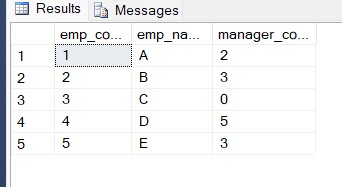 Results Messages
emp_co... emp_na... manager_co...
1 1 A 2
2 2 B 3
3 3 C 0
4 4 D 5
5 5 E 3